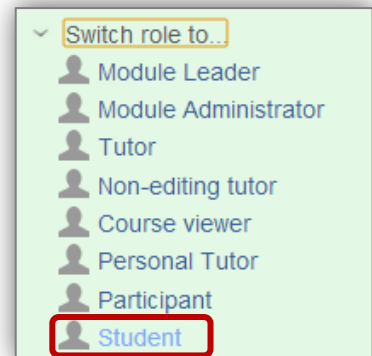 Switch role to...
Module Leader
Module Administrator
Tutor
Non-editing tutor
Course viewer
Personal Tutor
Participant
Student